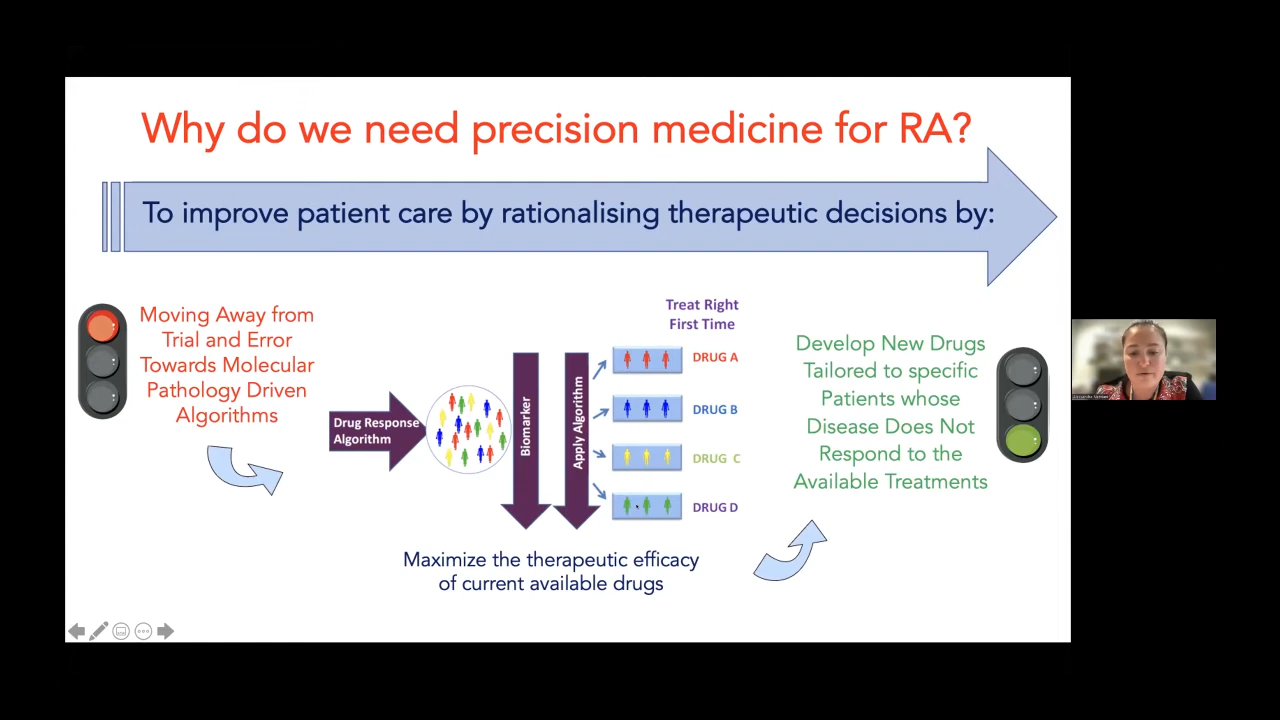 Why do we need precision medicine for RA?
To improve patient care by rationalising therapeutic decisions by:
Moving Away from
Trial and Error
Towards Molecular
Pathology Driven
Algorithms
Drug Response
Algorithm
Biomarker
Apply Algorithm
Treat Right
First Time
DRUG A
DRUG B
DRUG C
DRUG D
Maximize the therapeutic efficacy
of current available drugs
Develop New Drugs
Tailored to specific
Patients whose
Disease Does Not
Respond to the
Available Treatments